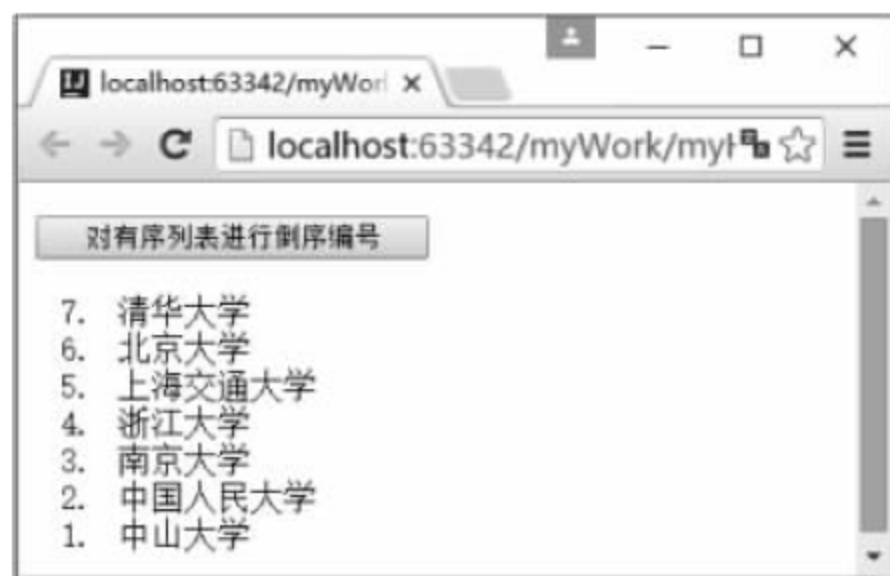 localhost:63342/myWor
localhost:63342/myWork/myH
对有序列表进行倒序编号
7. 清华大学
6. 北京大学
5. 上海交通大学
4. 浙江大学
3. 南京大学
2. 中国人民大学
1. 中山大学